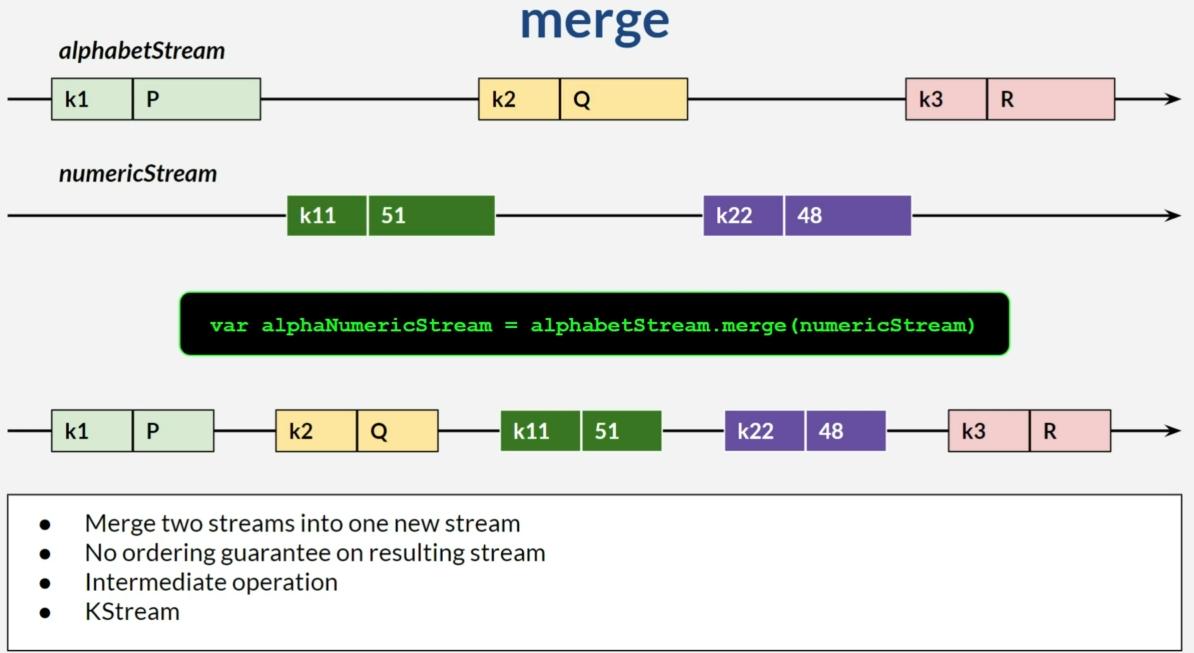 merge
alphabetStream
k1 P k2 Q k3 R
numericStream
k11 51 k22 48
var alphaNumericStream = alphabetStream.merge(numericStream)
k1 P k2 Q k11 51 k22 48 k3 R
● Merge two streams into one new stream
● No ordering guarantee on resulting stream
● Intermediate operation
● KStream